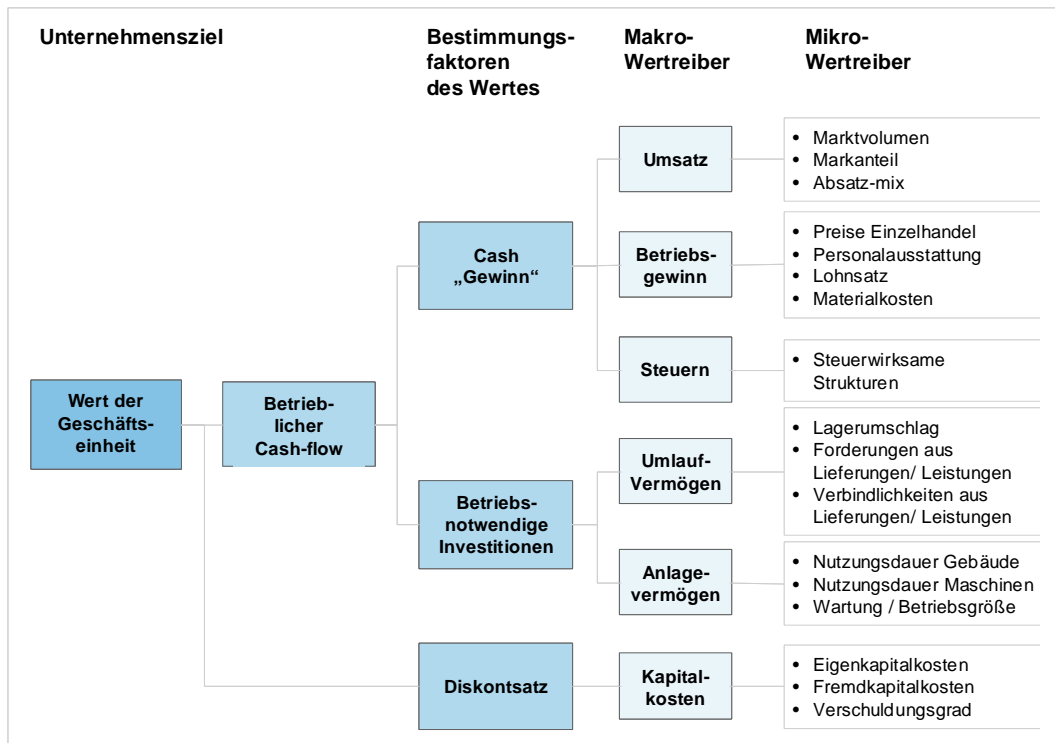 Unternehmensziel
Bestimmungs-
faktoren
des Wertes
Makro-
Wertreiber
Mikro-
Wertreiber
Umsatz
• Marktvolumen
• Markanteil
• Absatz-mix
Cash
„Gewinn“
Betriebs-
gewinn
• Preise Einzelhandel
• Personalausstattung
• Lohnsatz
• Materialkosten
Steuern
• Steuerwirksame
Strukturen
Wert der
Geschäfts-
einheit
Betrieb-
licher
Cash-flow
Umlauf-
Vermögen
• Lagerumschlag
• Forderungen aus
Lieferungen/ Leistungen
• Verbindlichkeiten aus
Lieferungen/ Leistungen
Betriebs-
notwendige
Investitionen
Anlage-
vermögen
• Nutzungsdauer Gebäude
• Nutzungsdauer Maschinen
• Wartung / Betriebsgröße
Diskontsatz
Kapital-
kosten
• Eigenkapitalkosten
• Fremdkapitalkosten
• Verschuldungsgrad